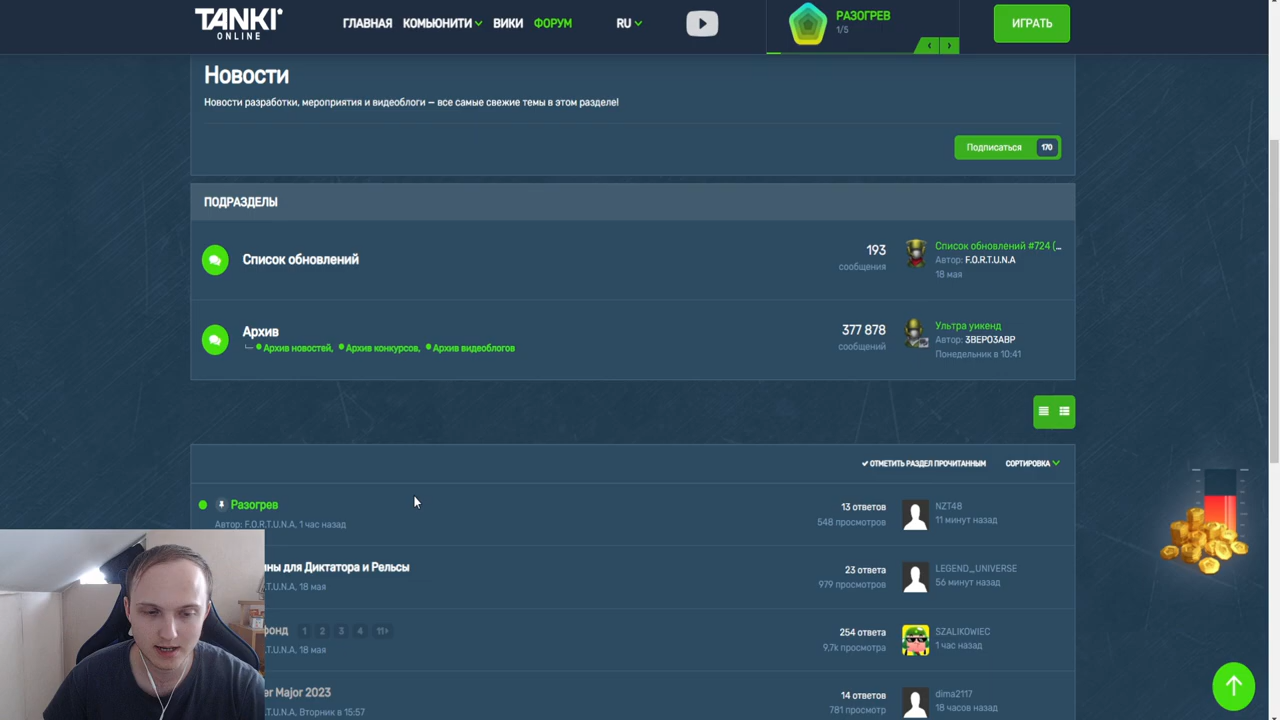 TANKI
ONLINE
ГЛАВНАЯ КОМЬЮНИТИ ВИКИ ФОРУМ RU
РАЗОГРЕВ
1/5
ИГРАТЬ
Новости
Новости разработки, мероприятия и видеоблоги — все самые свежие темы в этом разделе!
Подписаться 170
ПОДРАЗДЕЛЫ
Список обновлений
193
сообщения
Список обновлений #724 (...
Автор: F.O.R.T.U.N.A
18 мая
Архив
Архив новостей, Архив конкурсов, Архив видеоблогов
377 878
сообщений
Ультра уикенд
Автор: ЗВЕРОЗАВР
Понедельник в 10:41
ОТМЕТИТЬ РАЗДЕЛ ПРОЧИТАННЫМ СОРТИРОВКА
Разогрев
Автор: F.O.R.T.U.N.A, 1 час назад
13 ответов
548 просмотров
NZT48
11 минут назад
ны для Диктатора и Рельсы
.T.U.N.A, 18 мая
23 ответа
979 просмотров
LEGEND_UNIVERSE
56 минут назад
фонд 1 2 3 4 11
.T.U.N.A, 18 мая
254 ответа
9,7k просмотра
SZALIKOWIEC
1 час назад
er Major 2023
.T.U.N.A, Вторник в 15:57
14 ответов
781 просмотр
dima2117
18 часов назад